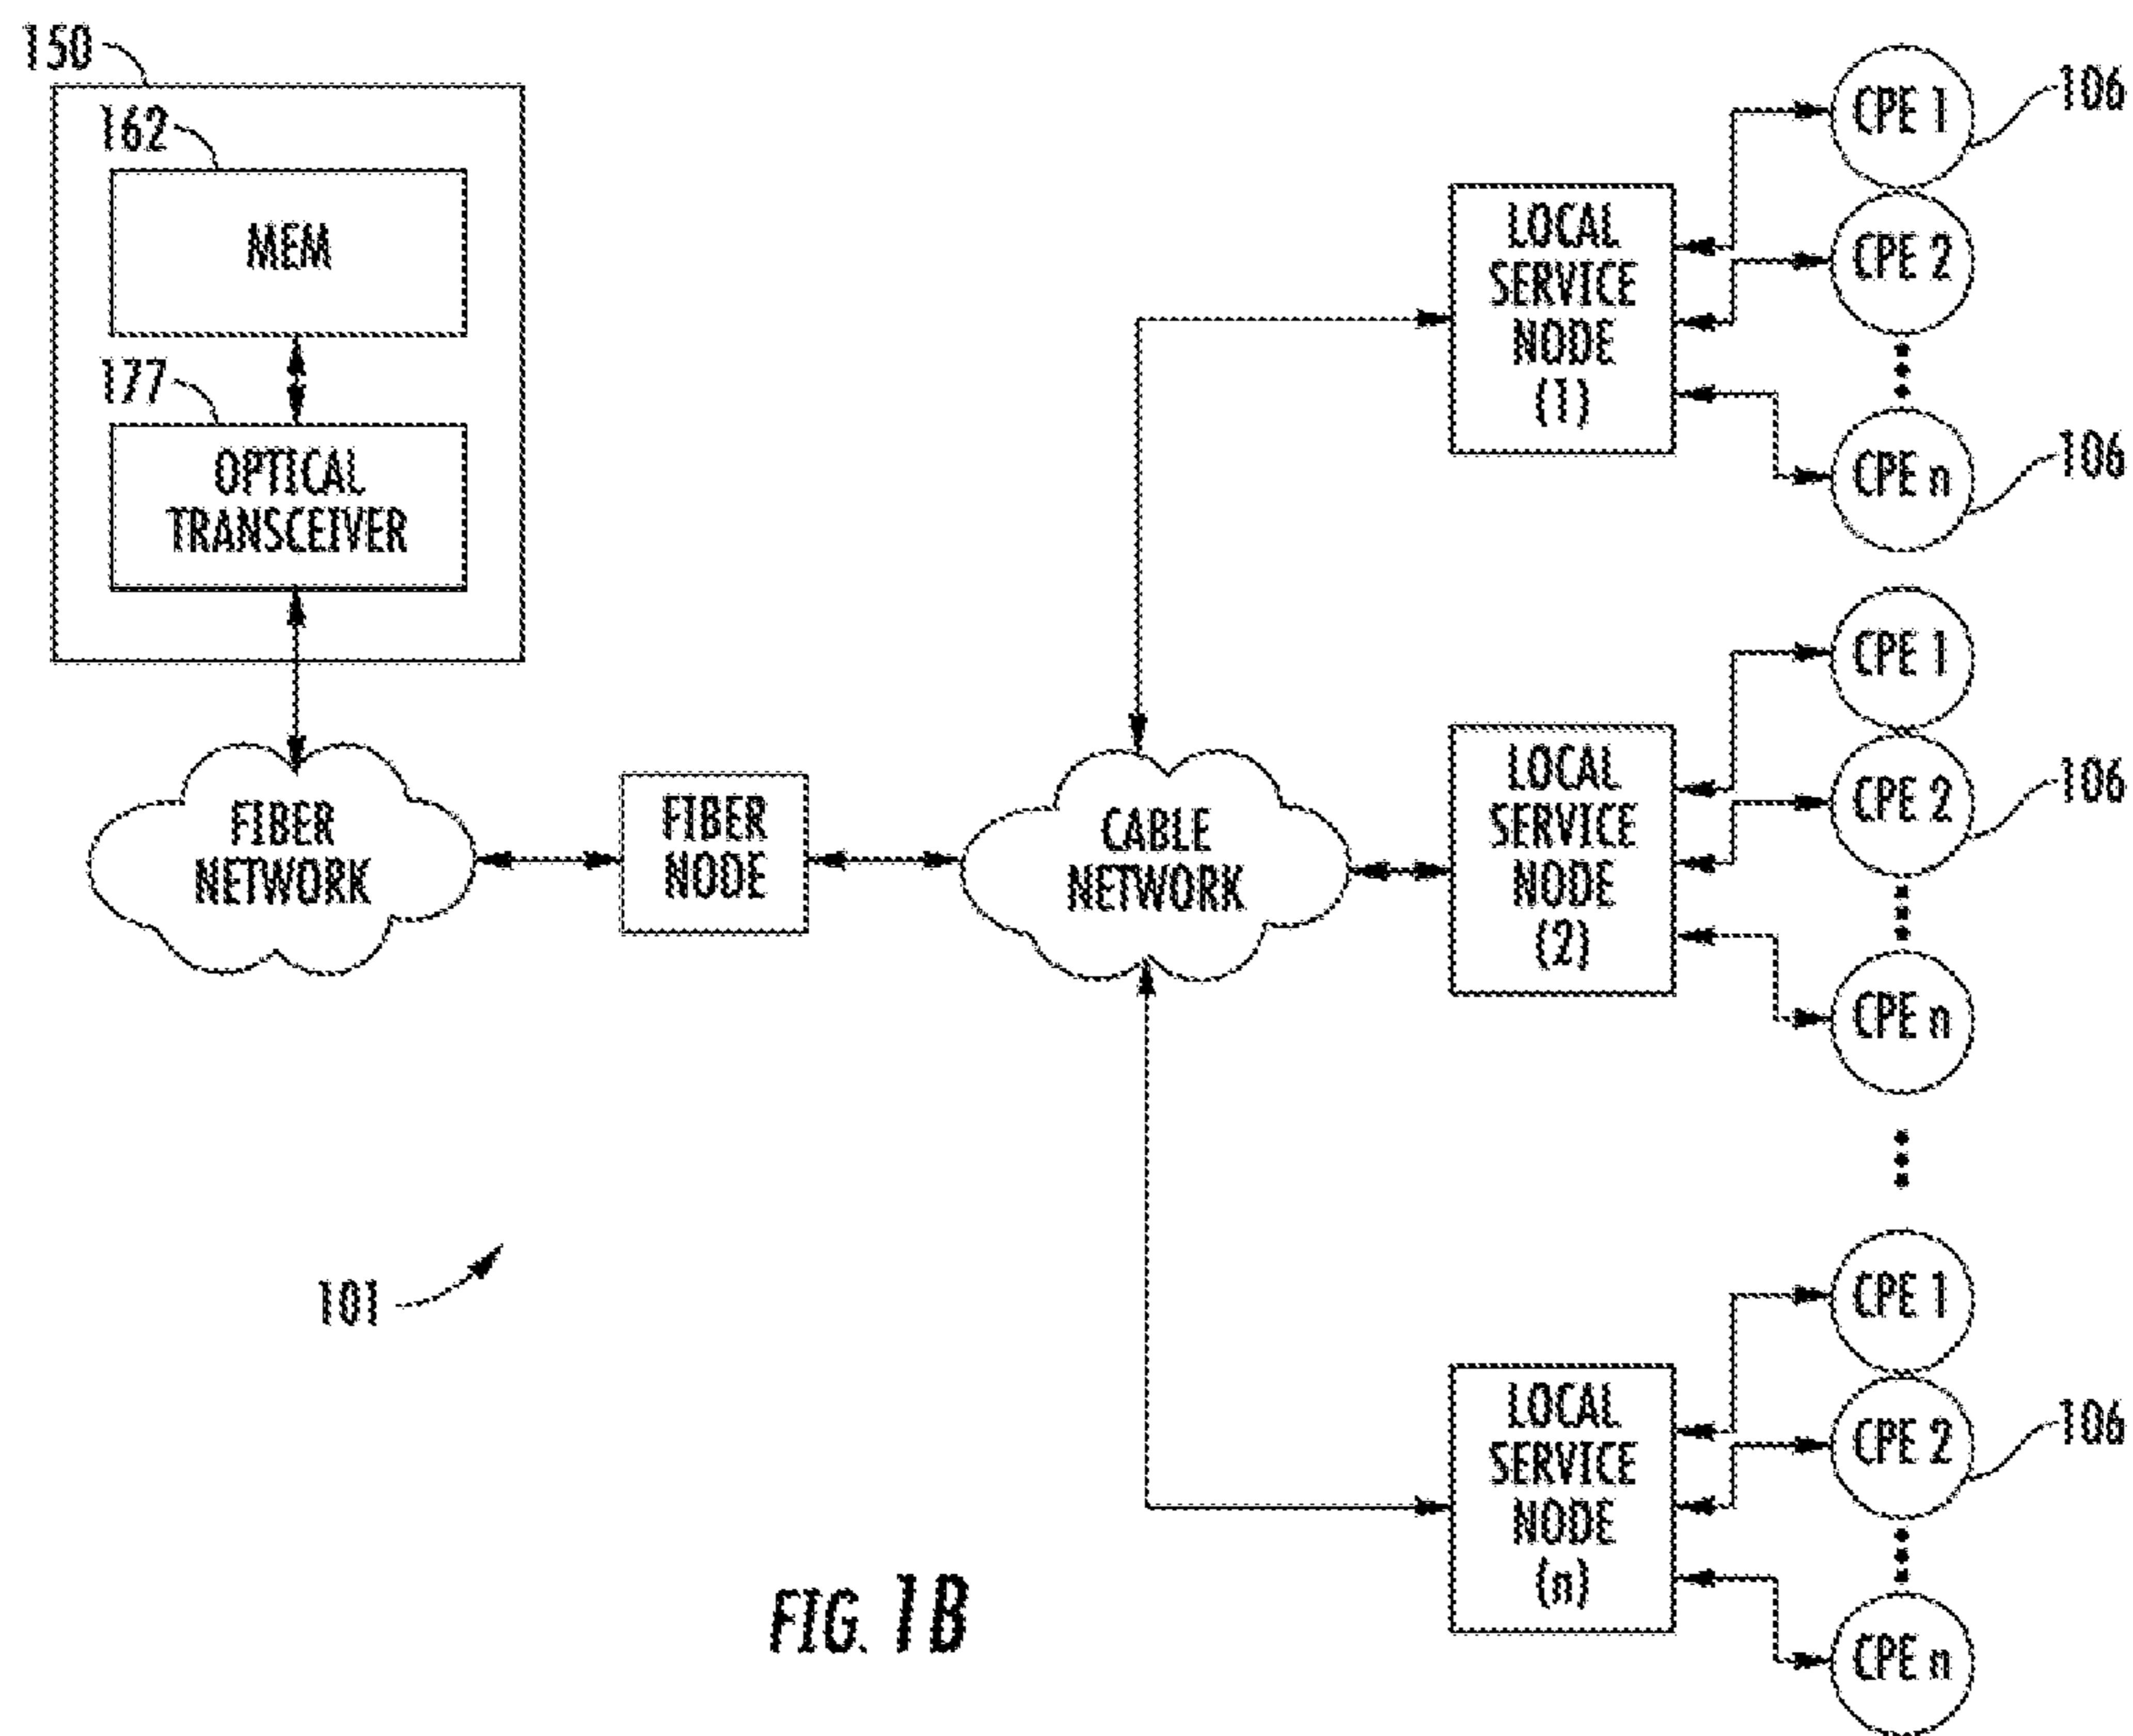 150
162
MEM
177
OPTICAL
TRANSCEIVER
FIBER
NETWORK
FIBER
NODE
CABLE
NETWORK
LOCAL
SERVICE
NODE
(1)
CPE 1
106
CPE 2
CPE n
106
LOCAL
SERVICE
NODE
(2)
CPE 1
CPE 2
106
CPE n
LOCAL
SERVICE
NODE
(n)
CPE 1
CPE 2
106
CPE n
101
FIG. 1B